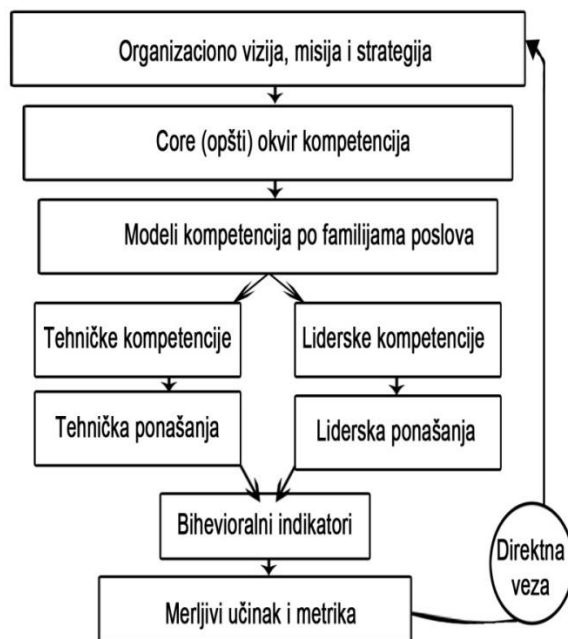 Organizaciono vizija, misija i strategija
Core (opšti) okvir kompetencija
Modeli kompetencija po familijama poslova
Tehničke kompetencije
Liderske kompetencije
Tehnička ponašanja
Liderska ponašanja
Bihevioralni indikatori
Direktna
veza
Merljivi učinak i metrika